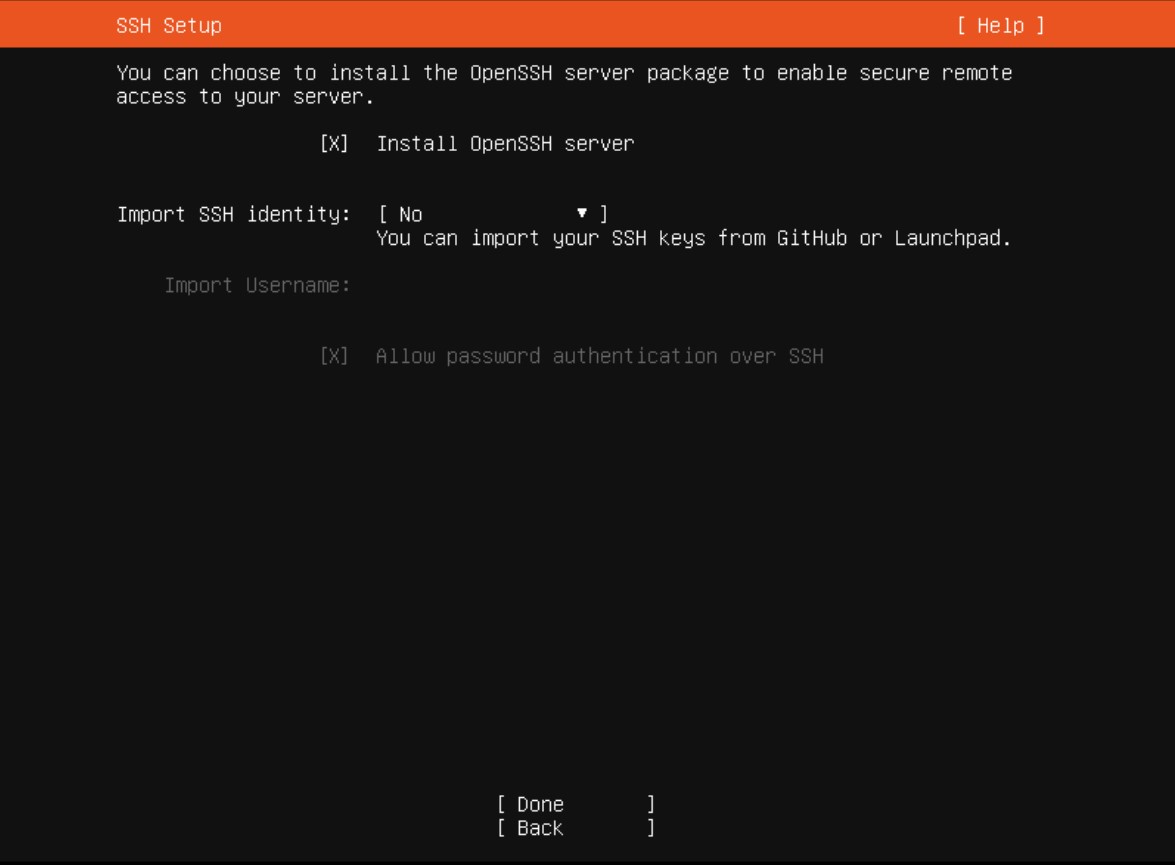 SSH Setup [ Help ]
You can choose to install the OpenSSH server package to enable secure remote
access to your server.
[X] Install OpenSSH server
Import SSH identity: [ No ▾ ]
You can import your SSH keys from GitHub or Launchpad.
Import Username:
[X] Allow password authentication over SSH
[ Done ]
[ Back ]